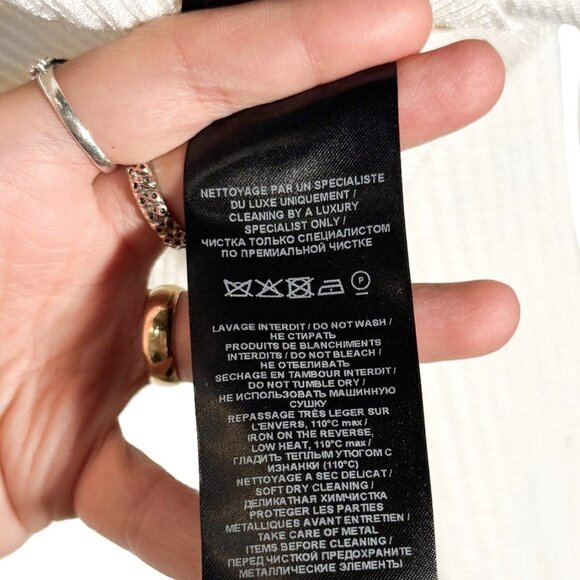 NETTOYAGE PAR UN SPECIALISTE
DU LUXE UNIQUEMENT /
CLEANING BY A LUXURY
SPECIALIST ONLY /
ЧИСТКА ТОЛЬКО СПЕЦИАЛИСТОМ
ПО ПРЕМИАЛЬНОЙ ЧИСТКЕ
P
LAVAGE INTERDIT / DO NOT WASH /
НЕ СТИРАТЬ
PRODUITS DE BLANCHIMENTS
INTERDITS / DO NOT BLEACH /
НЕ ОТБЕЛИВАТЬ
SECHAGE EN TAMBOUR INTERDIT /
DO NOT TUMBLE DRY /
НЕ ИСПОЛЬЗОВАТЬ МАШИННУЮ
СУШКУ
REPASSAGE TRÈS LEGER SUR
L'ENVERS, 110°C max /
IRON ON THE REVERSE,
LOW HEAT, 110°C max /
ГЛАДИТЬ ТЕПЛЫМ УТЮГОМ С
ИЗНАНКИ (110°C)
NETTOYAGE A SEC DELICAT /
SOFT DRY CLEANING /
ДЕЛИКАТНАЯ ХИМЧИСТКА
PROTEGER LES PARTIES
METALLIQUES AVANT ENTRETIEN /
TAKE CARE OF METAL
ITEMS BEFORE CLEANING /
ПЕРЕД ЧИСТКОЙ ПРЕДОХРАНИТЕ
МЕТАЛЛИЧЕСКИЕ ЭЛЕМЕНТЫ